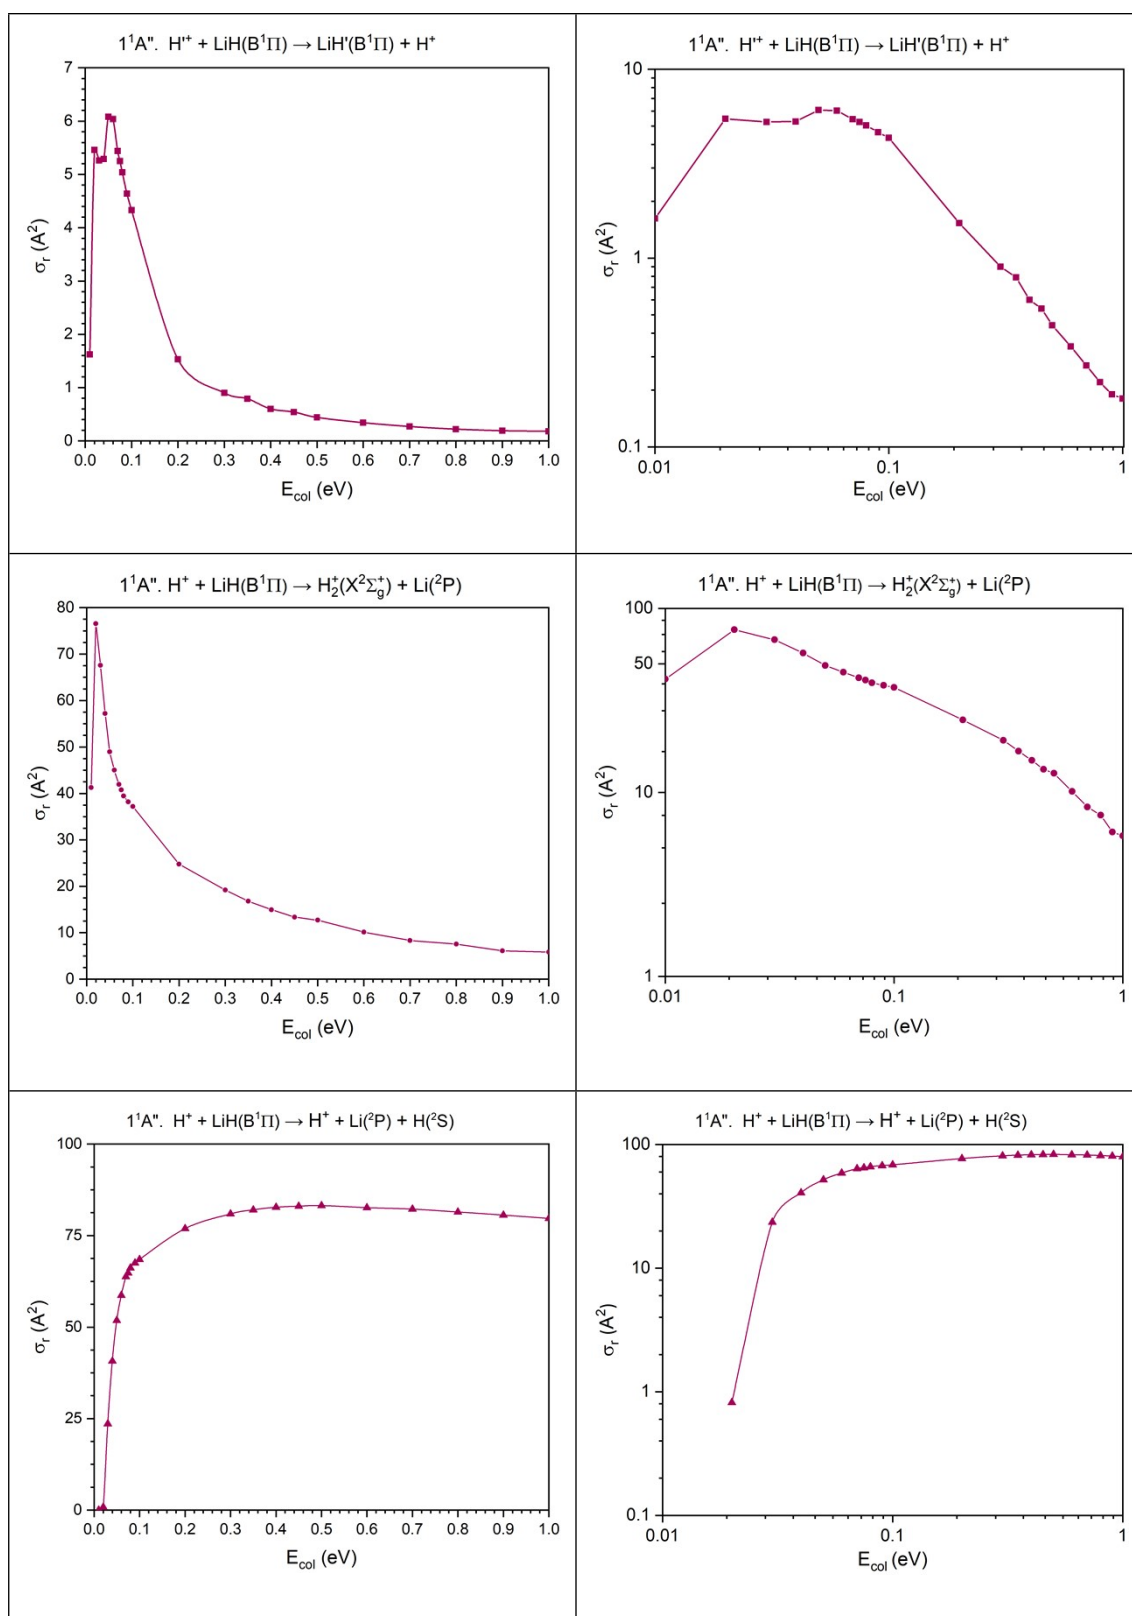 1¹A". H'⁺ + LiH(B¹Π) → LiH'(B¹Π) + H⁺
7
6
5
4
3
2
1
0
σᵣ (A²)
0.0 0.1 0.2 0.3 0.4 0.5 0.6 0.7 0.8 0.9 1.0
E_col (eV)
1¹A". H'⁺ + LiH(B¹Π) → LiH'(B¹Π) + H⁺
10
1
0.1
σᵣ (A²)
0.01 0.1 1
E_col (eV)
1¹A". H⁺ + LiH(B¹Π) → H₂⁺(X²Σg⁺) + Li(²P)
80
70
60
50
40
30
20
10
0
σᵣ (A²)
0.0 0.1 0.2 0.3 0.4 0.5 0.6 0.7 0.8 0.9 1.0
E_col (eV)
1¹A". H⁺ + LiH(B¹Π) → H₂⁺(X²Σg⁺) + Li(²P)
100
50
10
1
σᵣ (A²)
0.01 0.1 1
E_col (eV)
1¹A". H⁺ + LiH(B¹Π) → H⁺ + Li(²P) + H(²S)
100
75
50
25
0
σᵣ (A²)
0.0 0.1 0.2 0.3 0.4 0.5 0.6 0.7 0.8 0.9 1.0
E_col (eV)
1¹A". H⁺ + LiH(B¹Π) → H⁺ + Li(²P) + H(²S)
100
10
1
0.1
σᵣ (A²)
0.01 0.1 1
E_col (eV)